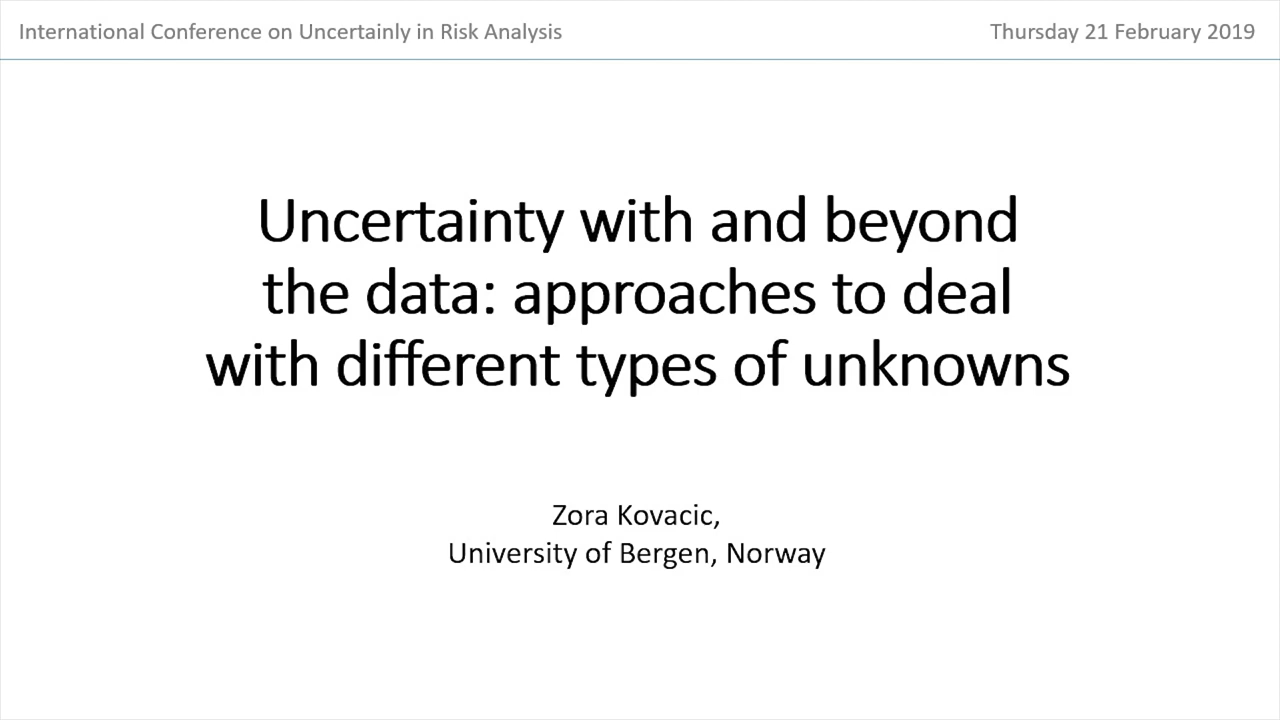 International Conference on Uncertainly in Risk Analysis
Thursday 21 February 2019
Uncertainty with and beyond
the data: approaches to deal
with different types of unknowns
Zora Kovacic,
University of Bergen, Norway